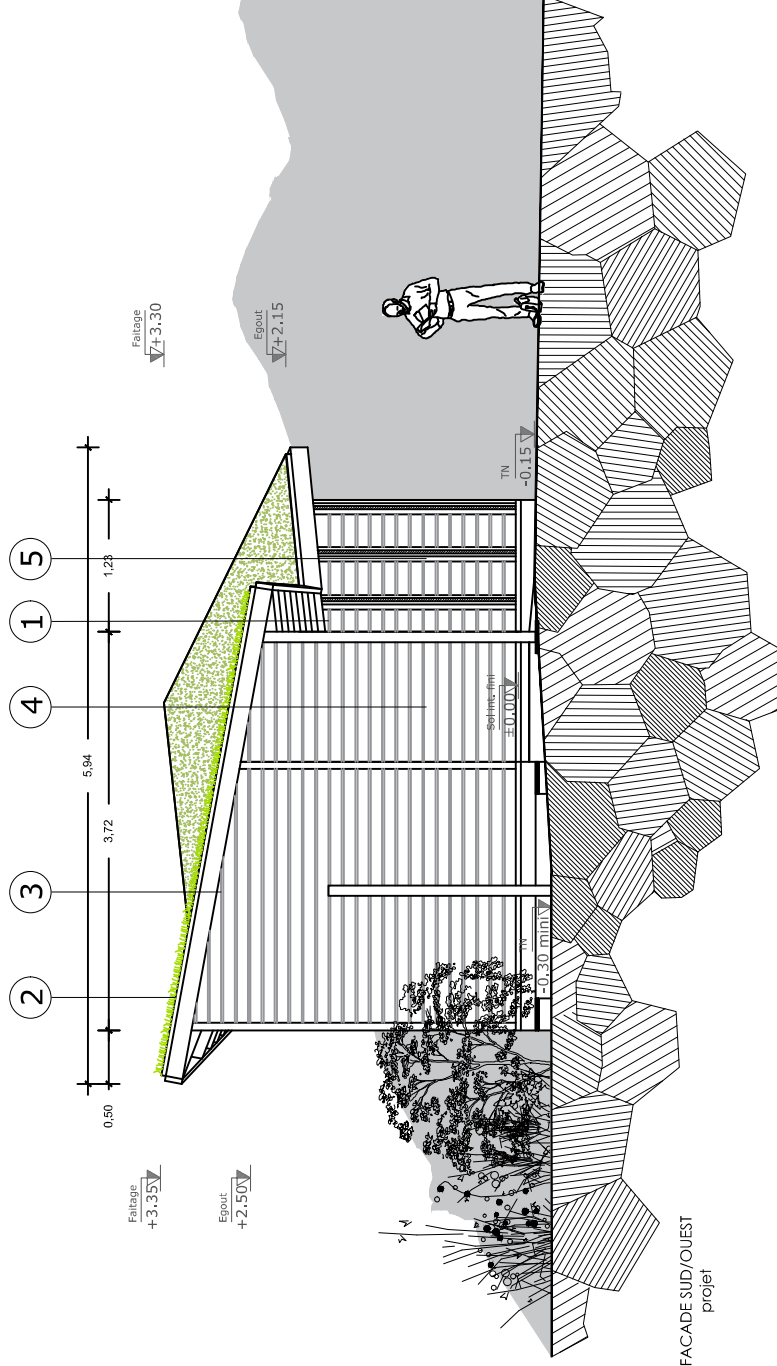 2
3
4
1
5
5,94
0,50
3,72
1,23
Faitage
+3.35
Egout
+2.50
Faitage
+3.30
Egout
+2.15
Sol int. fini
±0.00
TN
-0.15
TN
-0.30 mini
FACADE SUD/OUEST
projet